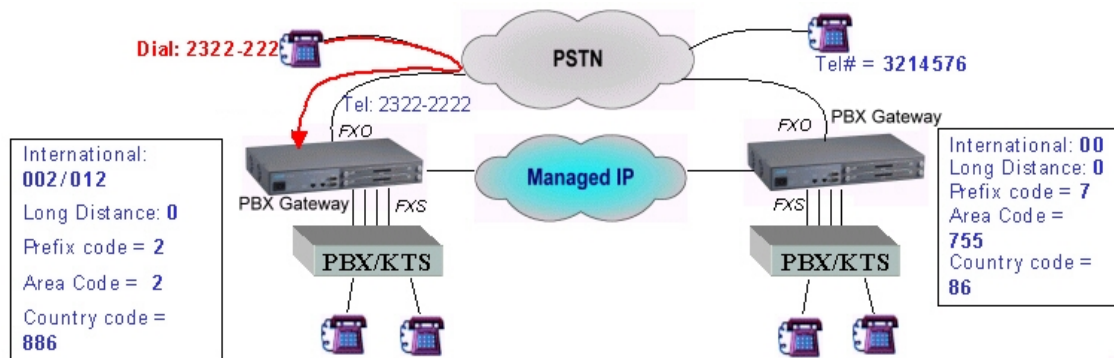 Dial: 2322-222
PSTN
Tel# = 3214576
Tel: 2322-2222
FXO
PBX Gateway
FXS
PBX/KTS
International:
002/012
Long Distance: 0
Prefix code = 2
Area Code = 2
Country code =
886
Managed IP
FXO
PBX Gateway
FXS
PBX/KTS
International: 00
Long Distance: 0
Prefix code = 7
Area Code =
755
Country code =
86